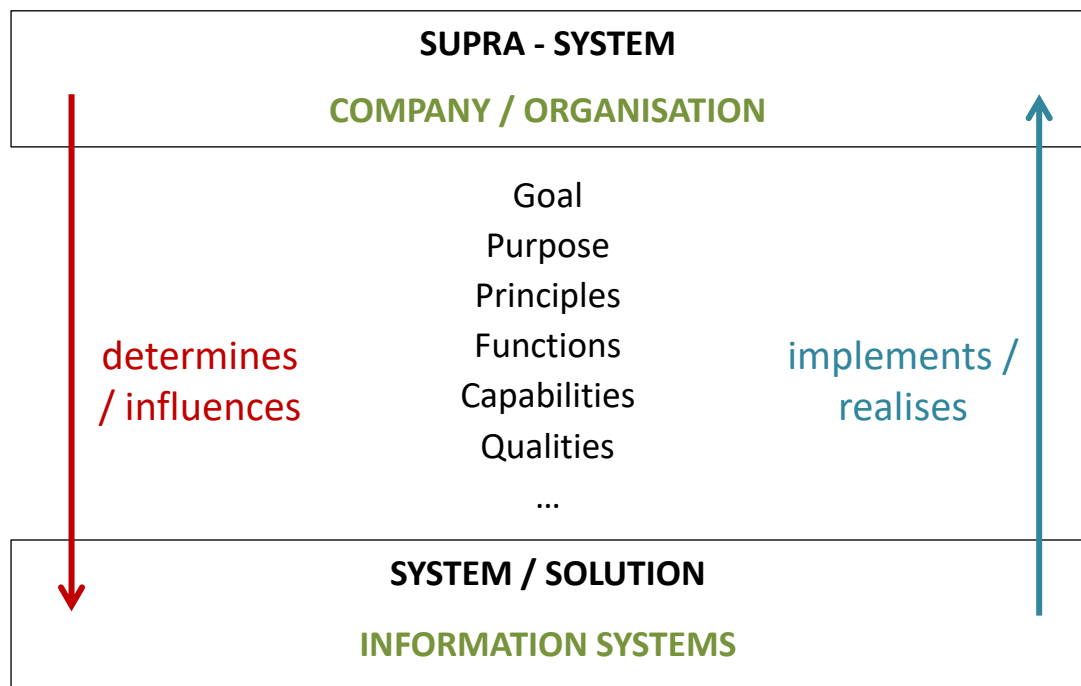 SUPRA - SYSTEM
COMPANY / ORGANISATION
Goal
Purpose
Principles
Functions
Capabilities
Qualities
...
determines
/ influences
implements /
realises
SYSTEM / SOLUTION
INFORMATION SYSTEMS